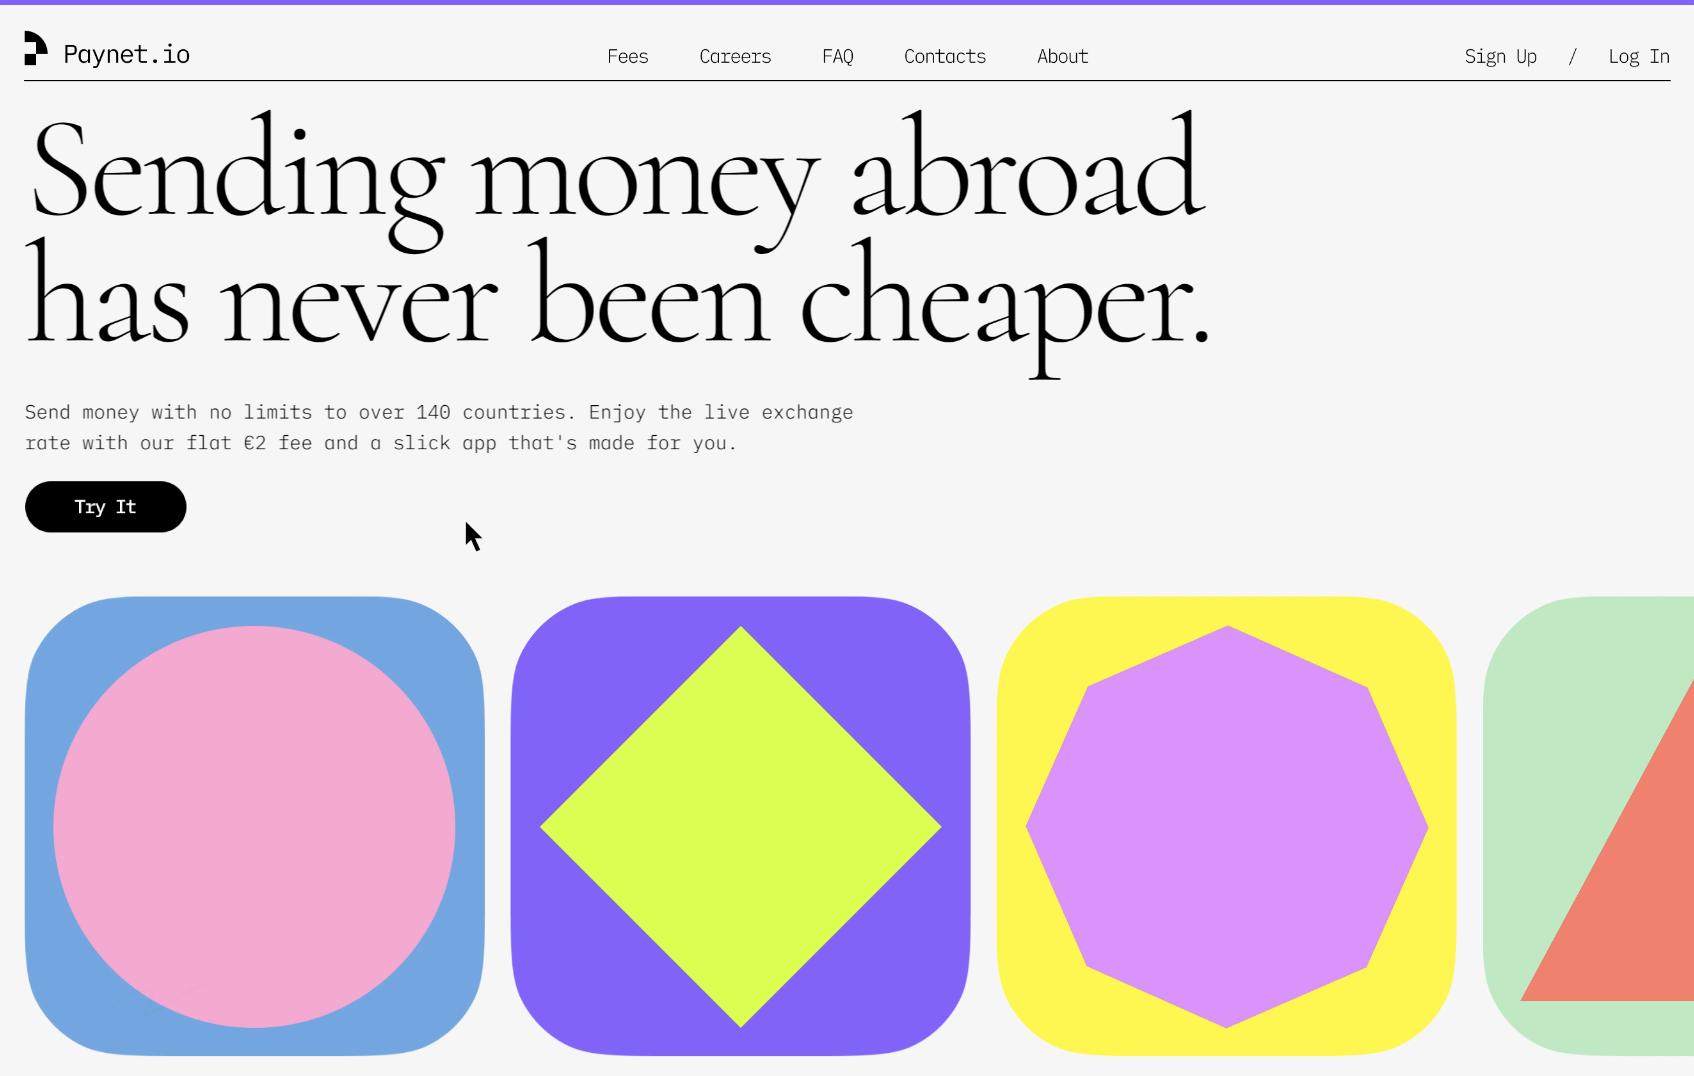 Paynet.io
Fees Careers FAQ Contacts About
Sign Up / Log In
Sending money abroad
has never been cheaper.
Send money with no limits to over 140 countries. Enjoy the live exchange
rate with our flat €2 fee and a slick app that's made for you.
Try It